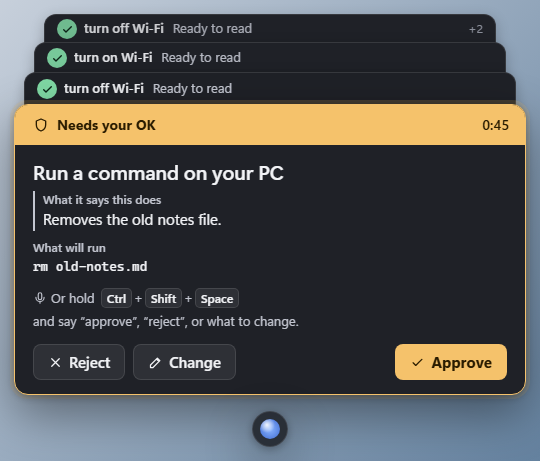 turn off Wi-Fi Ready to read +2
turn on Wi-Fi Ready to read
turn off Wi-Fi Ready to read
Needs your OK 0:45
Run a command on your PC
What it says this does
Removes the old notes file.
What will run
rm old-notes.md
Or hold Ctrl + Shift + Space
and say “approve”, “reject”, or what to change.
Reject Change Approve